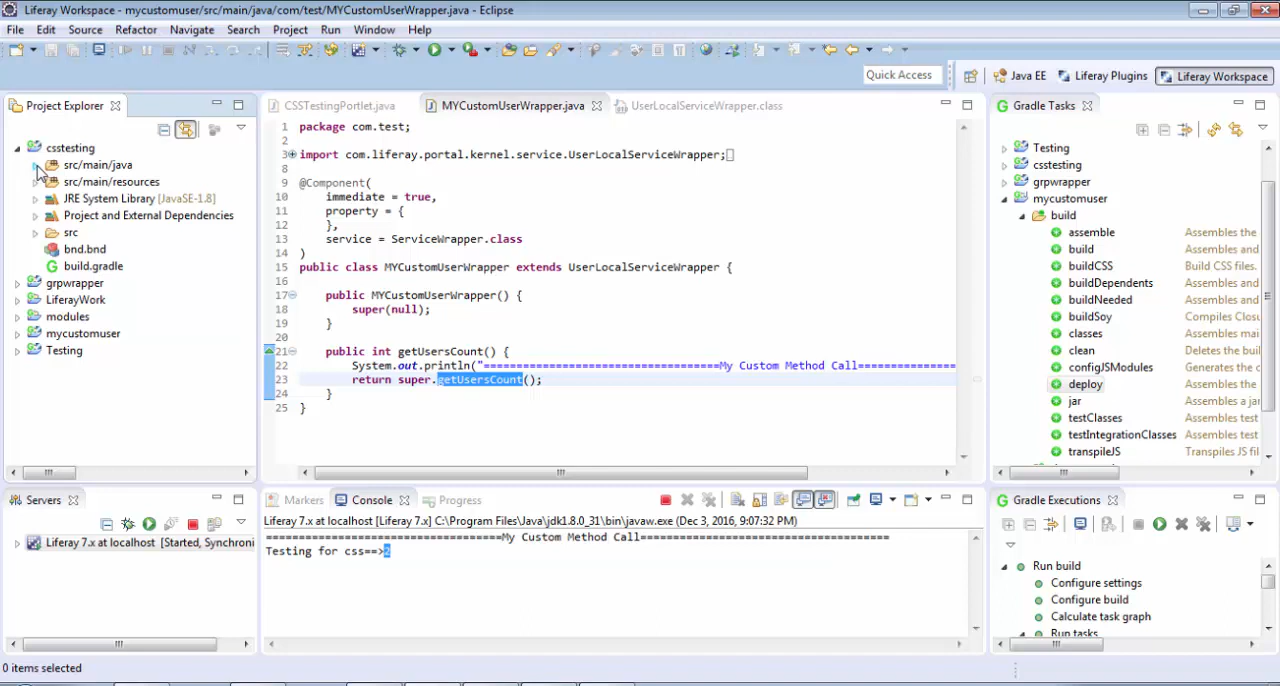 Liferay Workspace - mycustomuser/src/main/java/com/test/MYCustomUserWrapper.java - Eclipse
File Edit Source Refactor Navigate Search Project Run Window Help
Quick Access
Java EE
Liferay Plugins
Liferay Workspace
Project Explorer
csstesting
src/main/java
src/main/resources
JRE System Library [JavaSE-1.8]
Project and External Dependencies
src
bnd.bnd
build.gradle
grpwrapper
LiferayWork
modules
mycustomuser
Testing
CSSTestingPortlet.java
MYCustomUserWrapper.java
UserLocalServiceWrapper.class
1 package com.test;
2
3 import com.liferay.portal.kernel.service.UserLocalServiceWrapper;
8
9 @Component(
10 immediate = true,
11 property = {
12 },
13 service = ServiceWrapper.class
14 )
15 public class MYCustomUserWrapper extends UserLocalServiceWrapper {
16
17 public MYCustomUserWrapper() {
18 super(null);
19 }
20
21 public int getUsersCount() {
22 System.out.println("====================================My Custom Method Call===============
23 return super.getUsersCount();
24 }
25 }
Gradle Tasks
Testing
csstesting
grpwrapper
mycustomuser
build
assemble Assembles the
build Assembles and
buildCSS Build CSS files.
buildDependents Assembles and
buildNeeded Assembles and
buildSoy Compiles Closu
classes Assembles mai
clean Deletes the bui
configJSModules Generates the c
deploy Assembles the
jar Assembles a ja
testClasses Assembles test
testIntegrationClasses Assembles test
transpileJS Transpiles JS f
Servers
Liferay 7.x at localhost [Started, Synchroni
Markers
Console
Progress
Liferay 7.x at localhost [Liferay 7.x] C:\Program Files\Java\jdk1.8.0_31\bin\javaw.exe (Dec 3, 2016, 9:07:32 PM)
====================================My Custom Method Call======================================
Testing for css==>2
Gradle Executions
Run build
Configure settings
Configure build
Calculate task graph
Run tasks
0 items selected